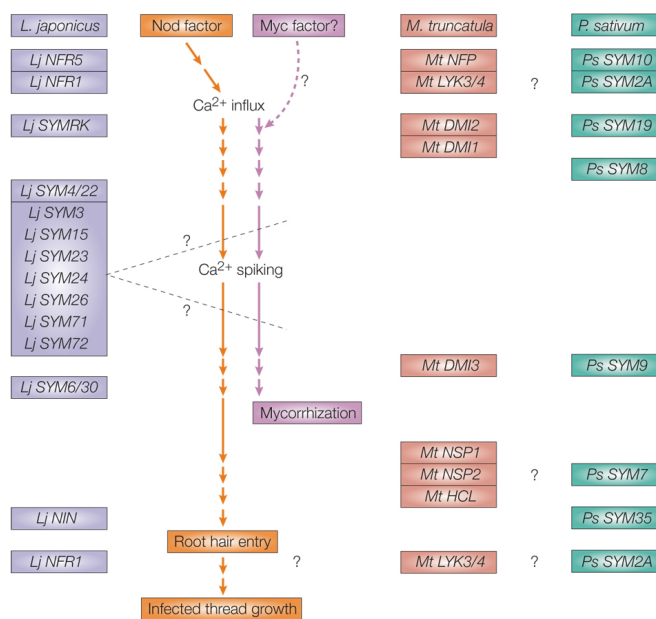 L. japonicus
Nod factor
Myc factor?
M. truncatula
P. sativum
Lj NFR5
Mt NFP
Ps SYM10
Lj NFR1
?
Mt LYK3/4
?
Ps SYM2A
Ca2+ influx
Lj SYMRK
Mt DMI2
Ps SYM19
Mt DMI1
Ps SYM8
Lj SYM4/22
Lj SYM3
Lj SYM15
?
Lj SYM23
Lj SYM24
Ca2+ spiking
Lj SYM26
?
Lj SYM71
Lj SYM72
Mt DMI3
Ps SYM9
Lj SYM6/30
Mycorrhization
Mt NSP1
Mt NSP2
?
Ps SYM7
Mt HCL
Lj NIN
Ps SYM35
Root hair entry
Lj NFR1
?
Mt LYK3/4
?
Ps SYM2A
Infected thread growth